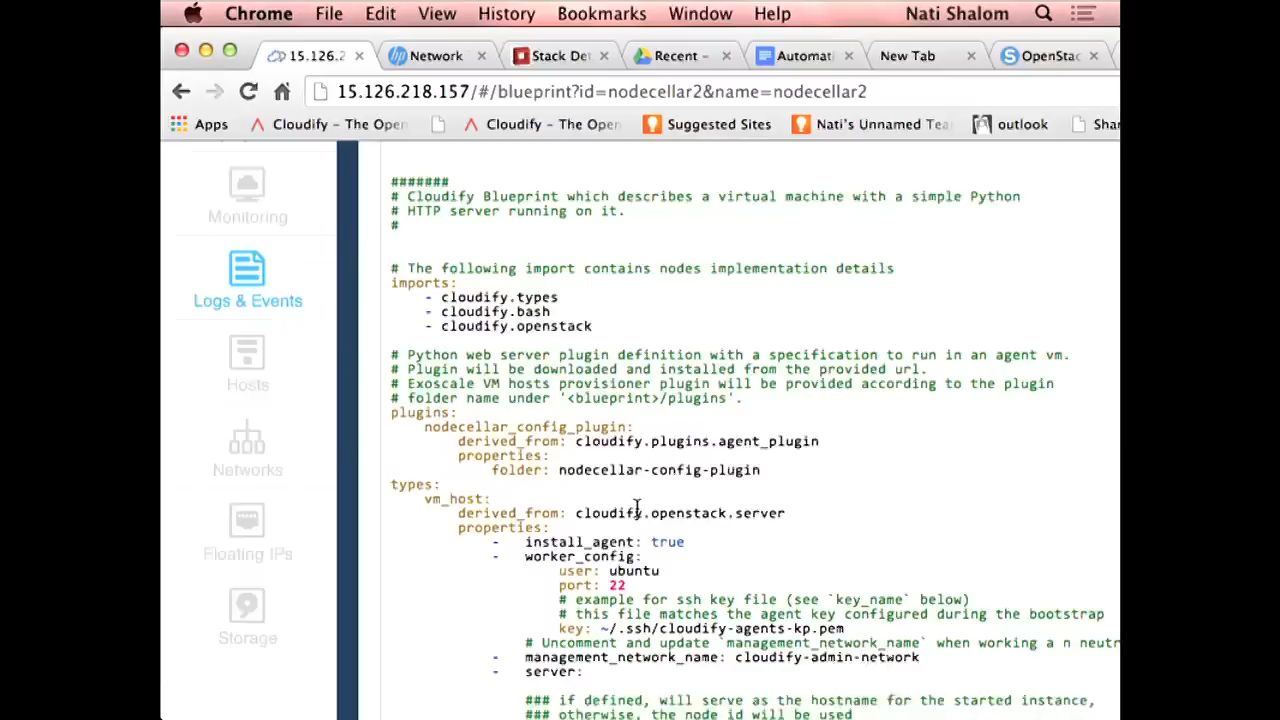 Chrome File Edit View History Bookmarks Window Help Nati Shalom
15.126.2 Network Stack De Recent - Automat New Tab OpenStac
15.126.218.157/#/blueprint?id=nodecellar2&name=nodecellar2
Apps Cloudify – The Open Cloudify – The Open Suggested Sites Nati's Unnamed Tea outlook Shar
Monitoring
Logs & Events
Hosts
Networks
Floating IPs
Storage
#######
# Cloudify Blueprint which describes a virtual machine with a simple Python
# HTTP server running on it.
#
# The following import contains nodes implementation details
imports:
- cloudify.types
- cloudify.bash
- cloudify.openstack
# Python web server plugin definition with a specification to run in an agent vm.
# Plugin will be downloaded and installed from the provided url.
# Exoscale VM hosts provisioner plugin will be provided according to the plugin
# folder name under '<blueprint>/plugins'.
plugins:
nodecellar_config_plugin:
derived_from: cloudify.plugins.agent_plugin
properties:
folder: nodecellar-config-plugin
types:
vm_host:
derived_from: cloudify.openstack.server
properties:
- install_agent: true
- worker_config:
user: ubuntu
port: 22
# example for ssh key file (see `key_name` below)
# this file matches the agent key configured during the bootstrap
key: ~/.ssh/cloudify-agents-kp.pem
# Uncomment and update `management_network_name` when working a n neutr
- management_network_name: cloudify-admin-network
- server:
### if defined, will serve as the hostname for the started instance,
### otherwise, the node id will be used